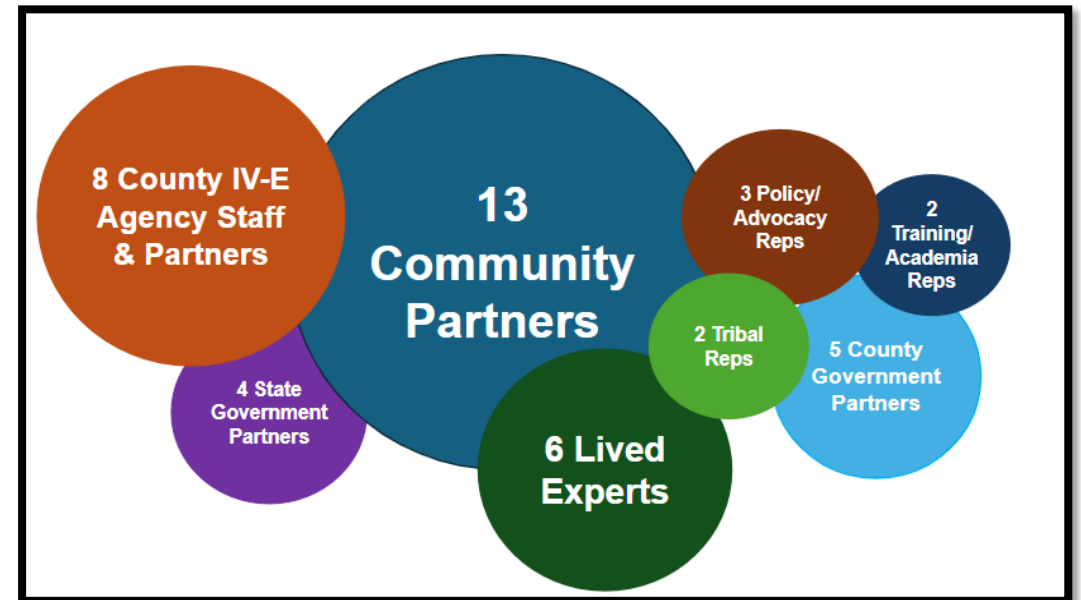 8 County IV-E
Agency Staff
& Partners
13
Community
Partners
3 Policy/
Advocacy
Reps
2
Training/
Academia
Reps
2 Tribal
Reps
5 County
Government
Partners
4 State
Government
Partners
6 Lived
Experts